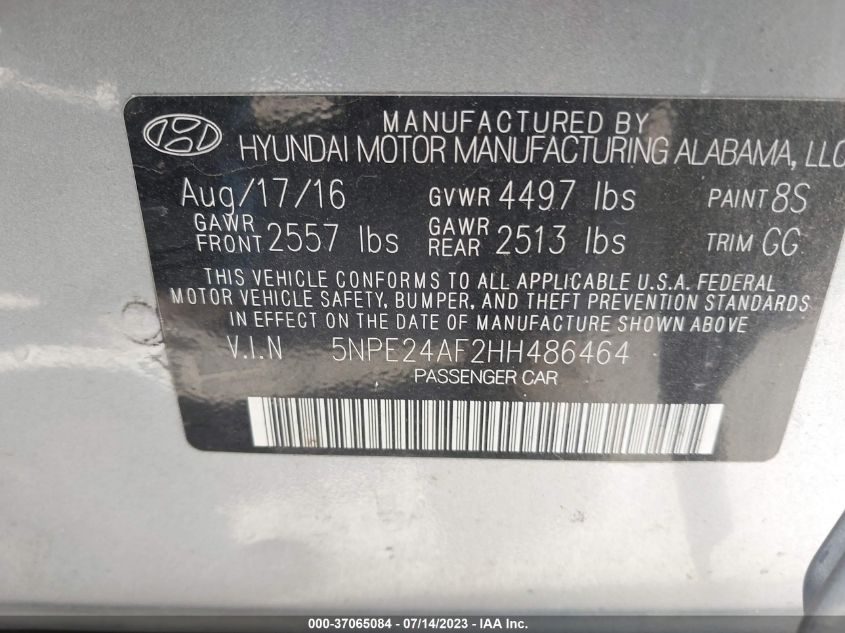 MANUFACTURED BY
HYUNDAI MOTOR MANUFACTURING ALABAMA, LLC
Aug/17/16 GVWR 4497 lbs PAINT 8S
GAWR FRONT 2557 lbs GAWR REAR 2513 lbs TRIM GG
THIS VEHICLE CONFORMS TO ALL APPLICABLE U.S.A. FEDERAL
MOTOR VEHICLE SAFETY, BUMPER, AND THEFT PREVENTION STANDARDS
IN EFFECT ON THE DATE OF MANUFACTURE SHOWN ABOVE
V.I.N 5NPE24AF2HH486464
PASSENGER CAR
000-37065084 - 07/14/2023 - IAA Inc.